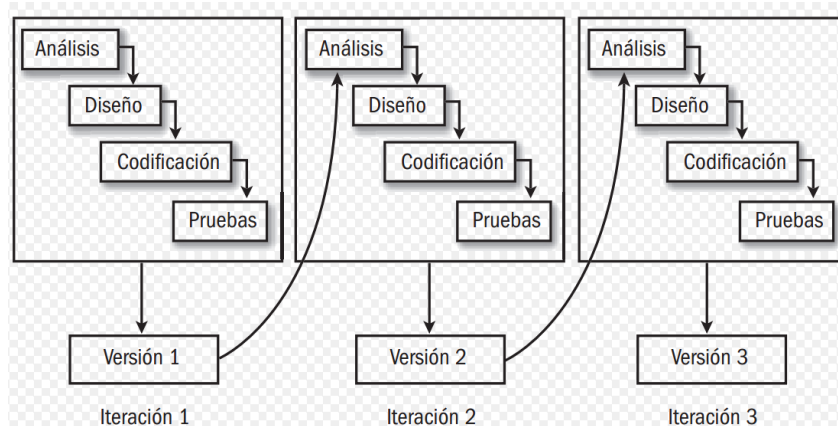 Análisis
Diseño
Codificación
Pruebas
Versión 1
Iteración 1
Análisis
Diseño
Codificación
Pruebas
Versión 2
Iteración 2
Análisis
Diseño
Codificación
Pruebas
Versión 3
Iteración 3